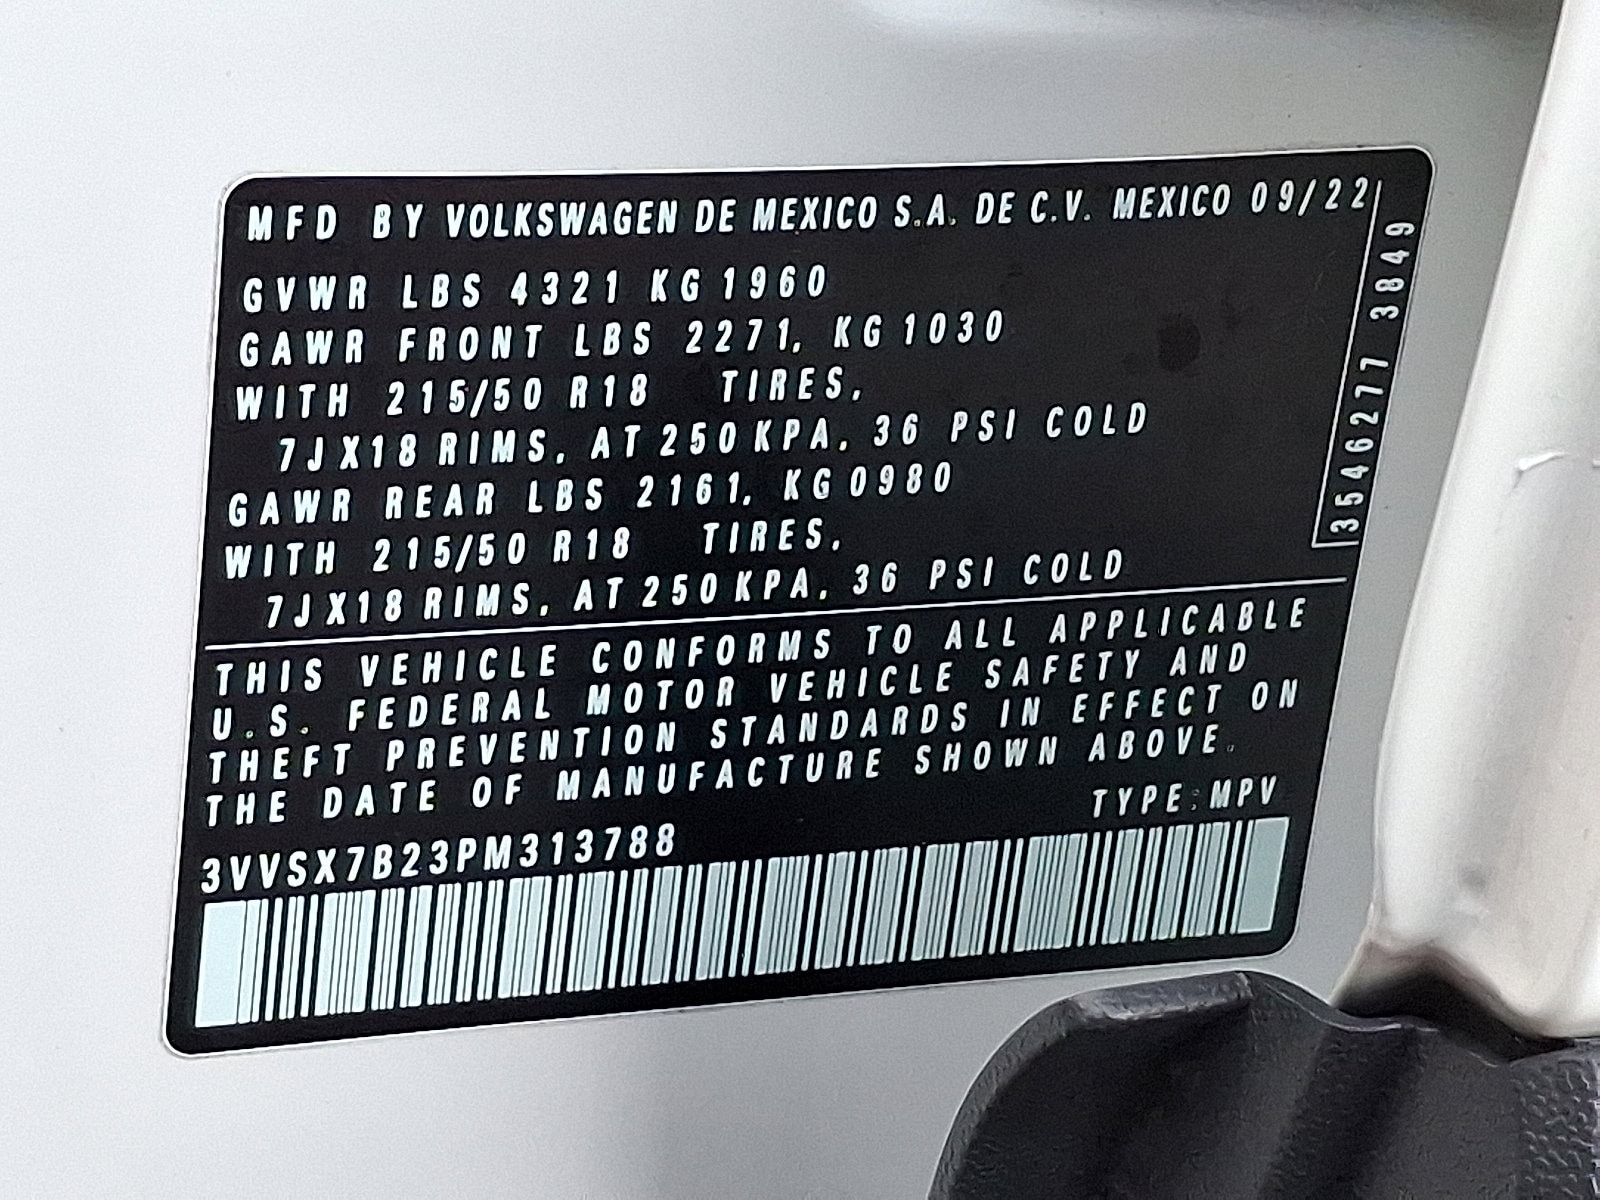 MFD BY VOLKSWAGEN DE MEXICO S.A. DE C.V. MEXICO 09/22
GVWR LBS 4321 KG 1960
GAWR FRONT LBS 2271, KG 1030
WITH 215/50 R18 TIRES,
7JX18 RIMS, AT 250 KPA, 36 PSI COLD
GAWR REAR LBS 2161, KG 0980
WITH 215/50 R18 TIRES,
7JX18 RIMS, AT 250 KPA, 36 PSI COLD
3546277 3849
THIS VEHICLE CONFORMS TO ALL APPLICABLE
U.S. FEDERAL MOTOR VEHICLE SAFETY AND
THEFT PREVENTION STANDARDS IN EFFECT ON
THE DATE OF MANUFACTURE SHOWN ABOVE.
TYPE:MPV
3VVSX7B23PM313788